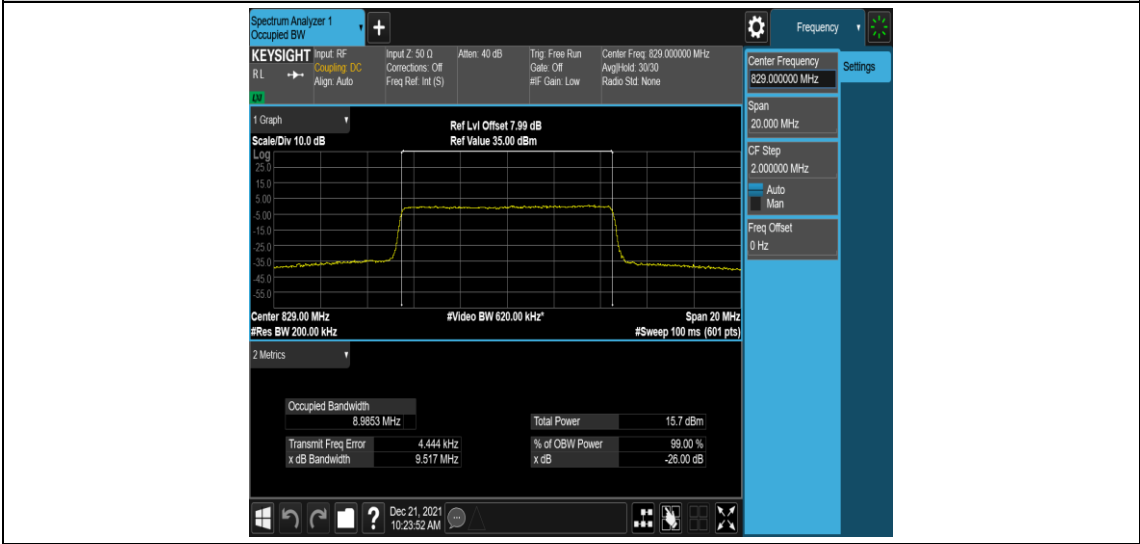 Spectrum Analyzer 1
Occupied BW
+
Frequency
KEYSIGHT Input: RF Input Z: 50 Ω Atten: 40 dB Trig: Free Run Center Freq: 829.000000 MHz
RL Coupling: DC Corrections: Off Gate: Off Avg|Hold: 30/30
Align: Auto Freq Ref: Int (S) #IF Gain: Low Radio Std: None
LNI
Center Frequency
829.000000 MHz
Settings
Span
20.000 MHz
CF Step
2.000000 MHz
Auto
Man
Freq Offset
0 Hz
1 Graph
Ref Lvl Offset 7.99 dB
Scale/Div 10.0 dB Ref Value 35.00 dBm
Log
25.0
15.0
5.00
-5.00
-15.0
-25.0
-35.0
-45.0
-55.0
Center 829.00 MHz #Video BW 620.00 kHz* Span 20 MHz
#Res BW 200.00 kHz #Sweep 100 ms (601 pts)
2 Metrics
Occupied Bandwidth
8.9853 MHz Total Power 15.7 dBm
Transmit Freq Error 4.444 kHz % of OBW Power 99.00 %
x dB Bandwidth 9.517 MHz x dB -26.00 dB
? Dec 21, 2021
10:23:52 AM